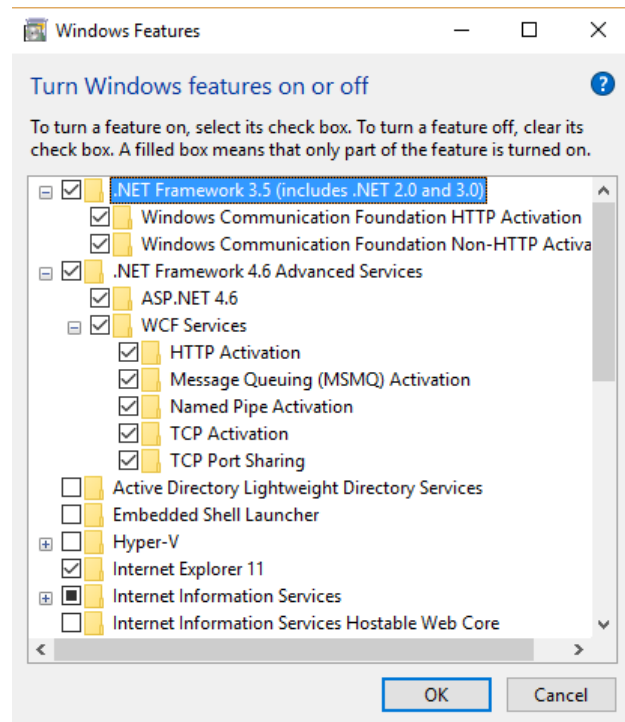 Windows Features
Turn Windows features on or off
To turn a feature on, select its check box. To turn a feature off, clear its
check box. A filled box means that only part of the feature is turned on.
.NET Framework 3.5 (includes .NET 2.0 and 3.0)
Windows Communication Foundation HTTP Activation
Windows Communication Foundation Non-HTTP Activa
.NET Framework 4.6 Advanced Services
ASP.NET 4.6
WCF Services
HTTP Activation
Message Queuing (MSMQ) Activation
Named Pipe Activation
TCP Activation
TCP Port Sharing
Active Directory Lightweight Directory Services
Embedded Shell Launcher
Hyper-V
Internet Explorer 11
Internet Information Services
Internet Information Services Hostable Web Core
OK Cancel